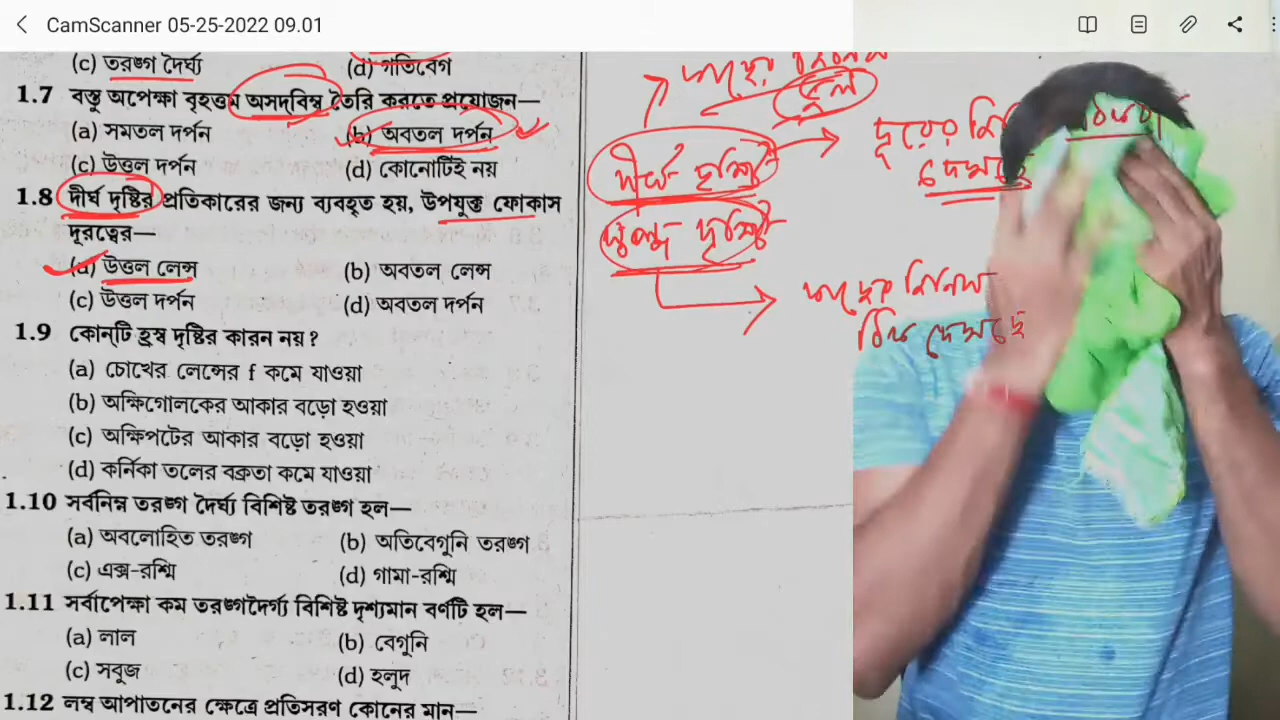 CamScanner 05-25-2022 09.01
(c) তরঙ্গ দৈর্ঘ্য (d) গতিবেগ
1.7 বস্তু অপেক্ষা বৃহত্তম অসদ্‌বিম্ব তৈরি করতে প্রয়োজন—
(a) সমতল দর্পন (b) অবতল দর্পন
(c) উত্তল দর্পন (d) কোনোটিই নয়
1.8 দীর্ঘ দৃষ্টির প্রতিকারের জন্য ব্যবহৃত হয়, উপযুক্ত ফোকাস
দূরত্বের—
(a) উত্তল লেন্স (b) অবতল লেন্স
(c) উত্তল দর্পন (d) অবতল দর্পন
1.9 কোন্‌টি হ্রস্ব দৃষ্টির কারন নয় ?
(a) চোখের লেন্সের f কমে যাওয়া
(b) অক্ষিগোলকের আকার বড়ো হওয়া
(c) অক্ষিপটের আকার বড়ো হওয়া
(d) কর্নিকা তলের বক্রতা কমে যাওয়া
1.10 সর্বনিম্ন তরঙ্গ দৈর্ঘ্য বিশিষ্ট তরঙ্গ হল—
(a) অবলোহিত তরঙ্গ (b) অতিবেগুনি তরঙ্গ
(c) এক্স-রশ্মি (d) গামা-রশ্মি
1.11 সর্বাপেক্ষা কম তরঙ্গদৈর্গ্য বিশিষ্ট দৃশ্যমান বর্ণটি হল—
(a) লাল (b) বেগুনি
(c) সবুজ (d) হলুদ
1.12 লম্ব আপাতনের ক্ষেত্রে প্রতিসরণ কোনের মান—
দীর্ঘ দৃষ্টি
দূরের
দেখছে
দৃষ্টি
জিনিস
ঠিক দেখছে